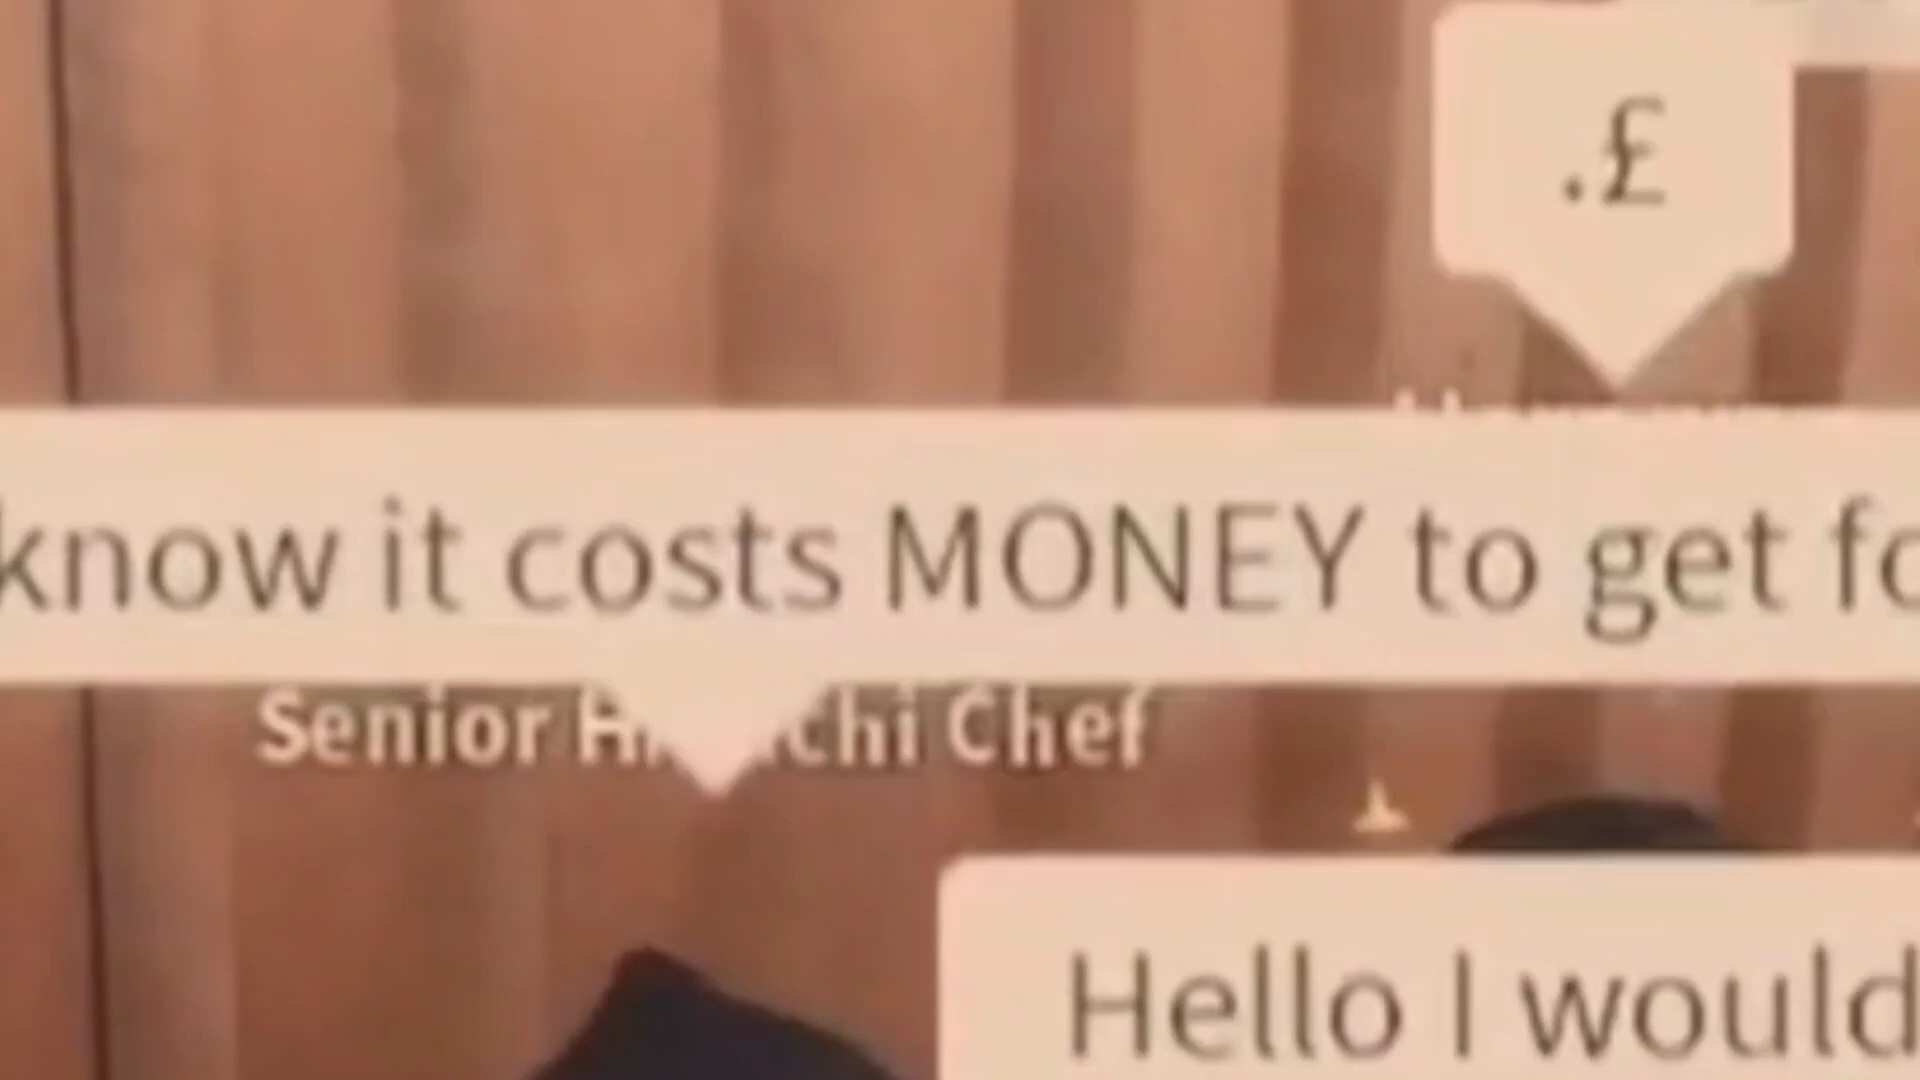 .£
know it costs MONEY to get fo
Senior chi Chef
Hello I would